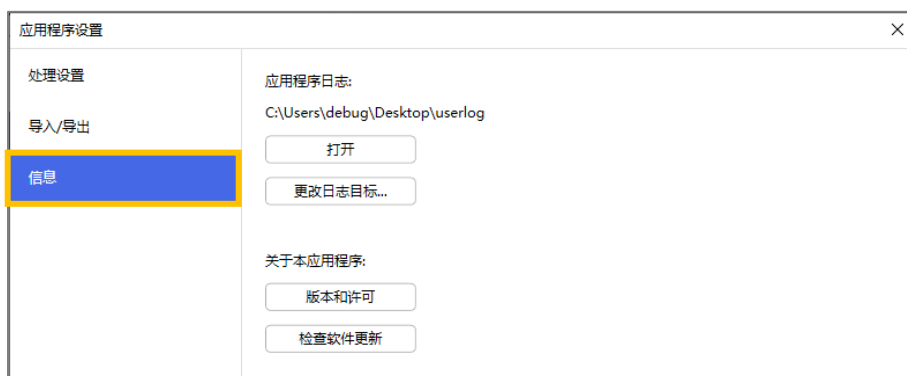 应用程序设置
处理设置
导入/导出
信息
应用程序日志:
C:\Users\debug\Desktop\userlog
打开
更改日志目标...
关于本应用程序:
版本和许可
检查软件更新